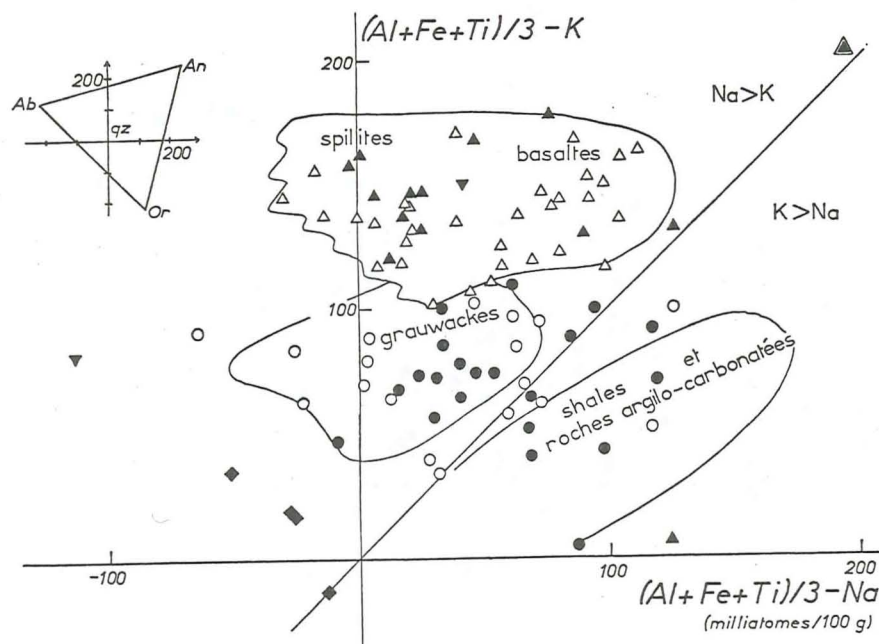 (Al+Fe+Ti)/3-K
200
An
200
Ab
qz
200
Or
Na>K
K>Na
spilites
basaltes
100
grauwackes
shales et
roches argilo-carbonatées
-100
100
200
(Al+Fe+Ti)/3-Na
(milliatomes/100 g)